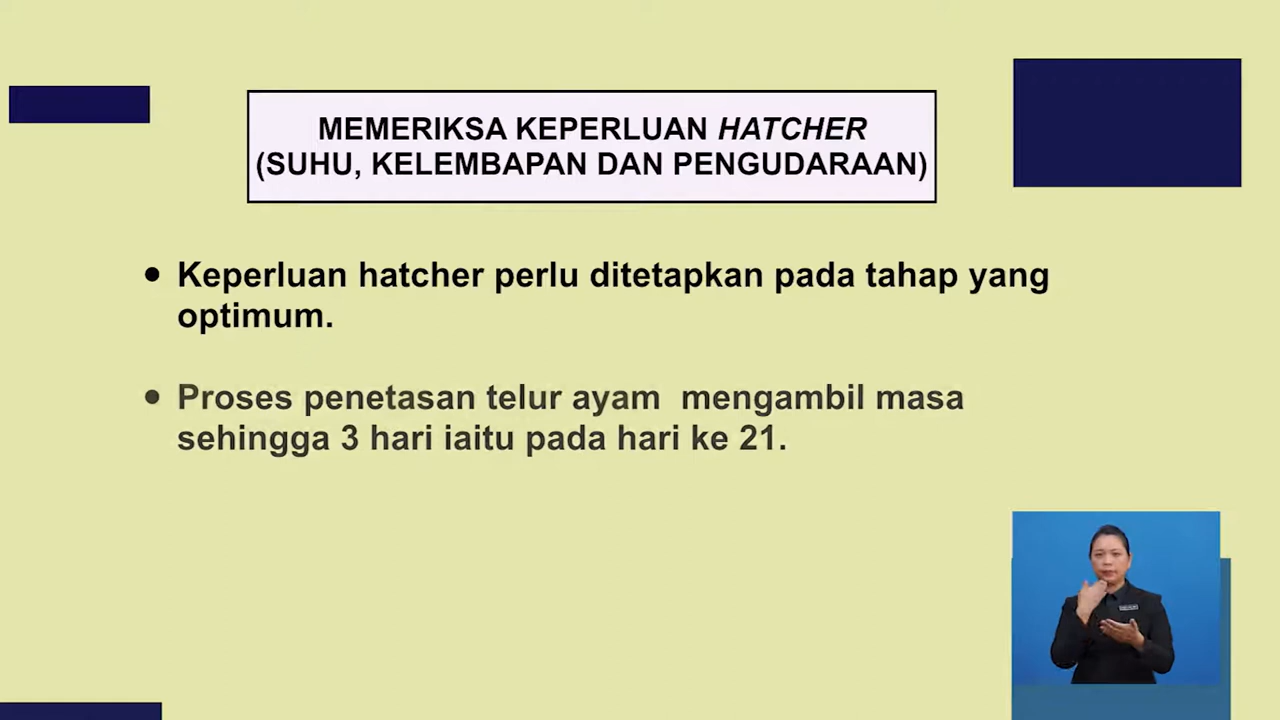 MEMERIKSA KEPERLUAN HATCHER
(SUHU, KELEMBAPAN DAN PENGUDARAAN)
• Keperluan hatcher perlu ditetapkan pada tahap yang
optimum.
• Proses penetasan telur ayam mengambil masa
sehingga 3 hari iaitu pada hari ke 21.